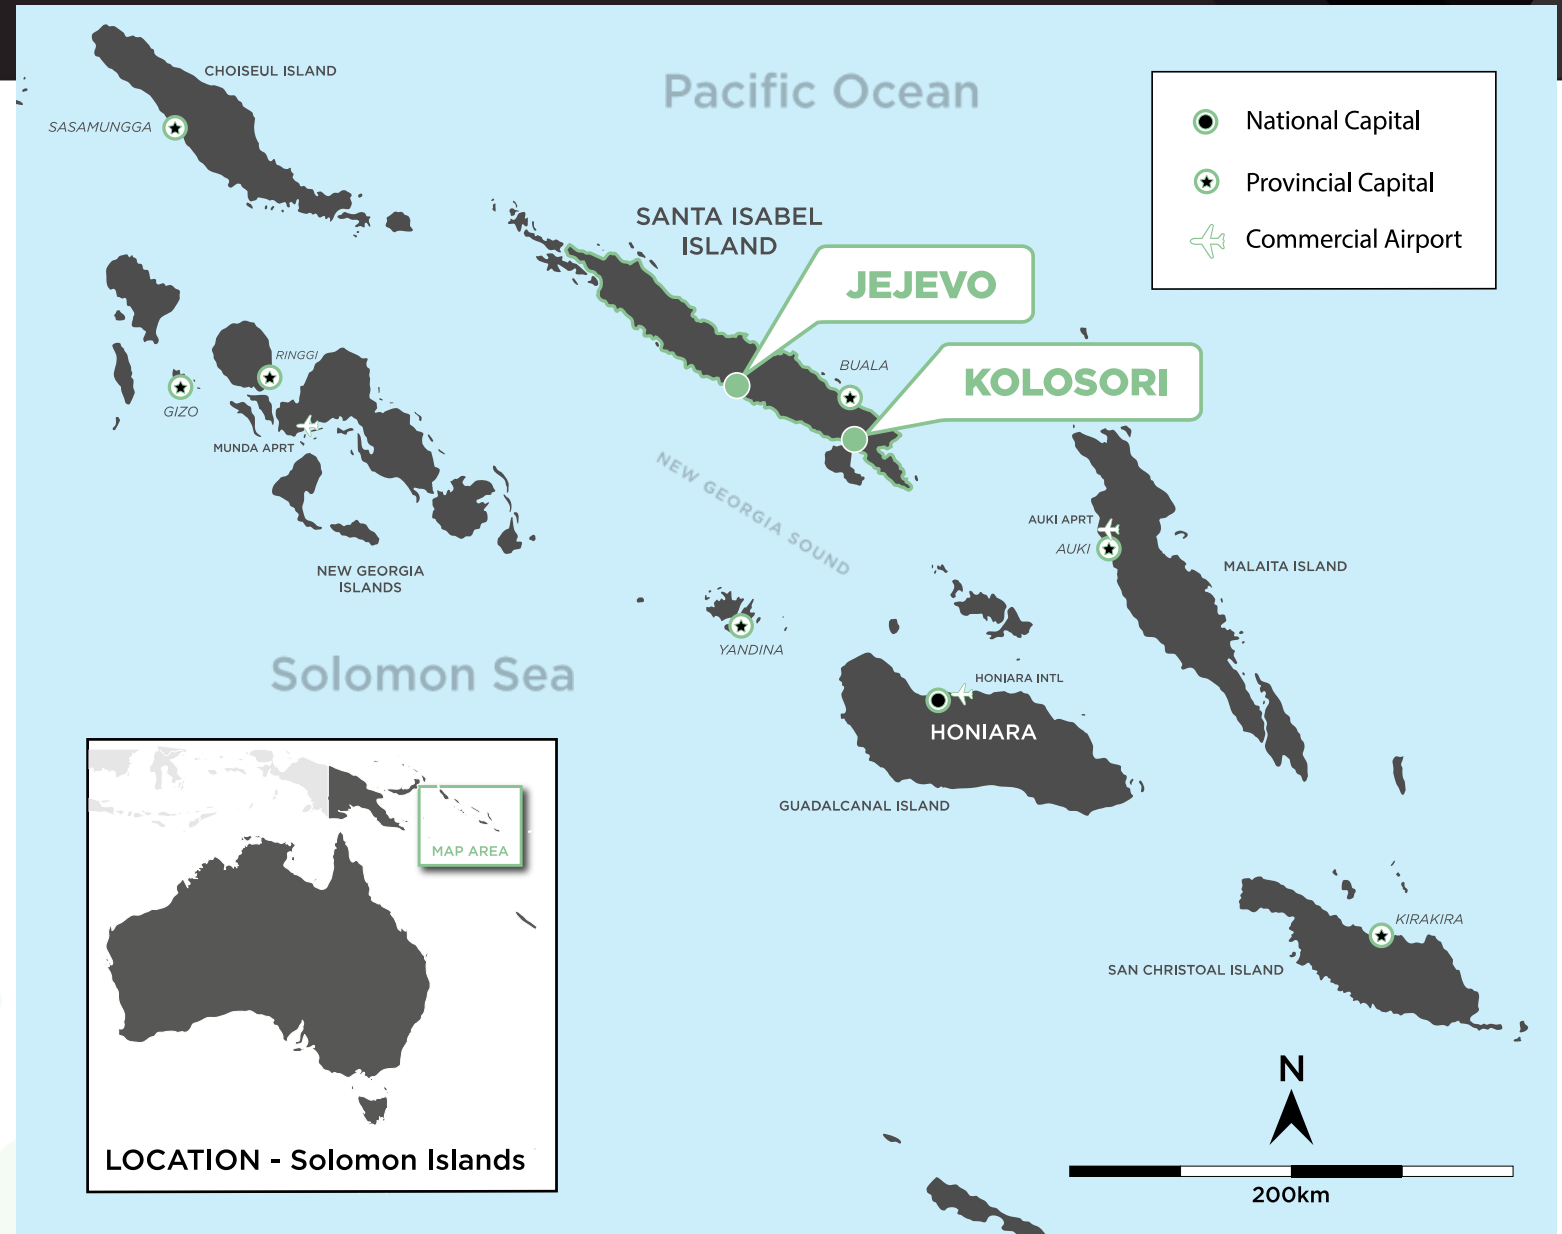 CHOISEUL ISLAND
Pacific Ocean
National Capital
SASAMUNGGA
Provincial Capital
SANTA ISABEL
ISLAND
Commercial Airport
JEJEVO
RINGGI
BUALA
KOLOSORI
GIZO
MUNDA APRT
NEW GEORGIA SOUND
AUKI APRT
AUKI
NEW GEORGIA
ISLANDS
MALAITA ISLAND
YANDINA
Solomon Sea
HONIARA INTL
HONIARA
GUADALCANAL ISLAND
MAP AREA
KIRAKIRA
SAN CHRISTOAL ISLAND
N
LOCATION - Solomon Islands
200km